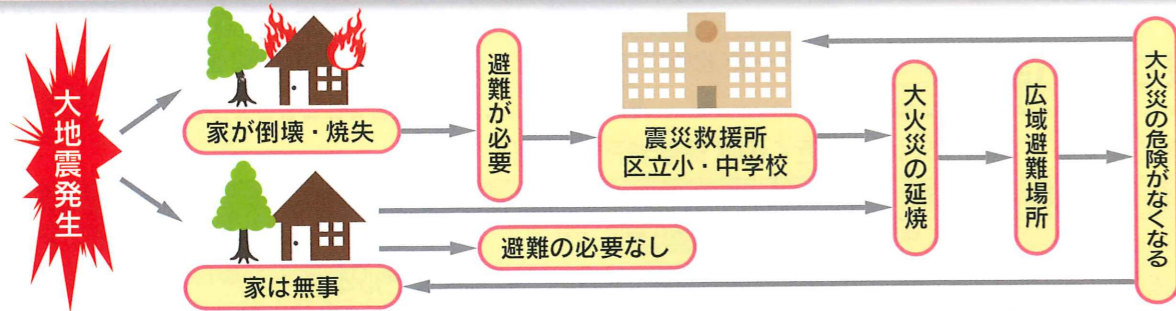 大地震発生
家が倒壊・焼失
避難が必要
震災救援所
区立小・中学校
大火災の延焼
広域避難場所
大火災の危険がなくなる
避難の必要なし
家は無事